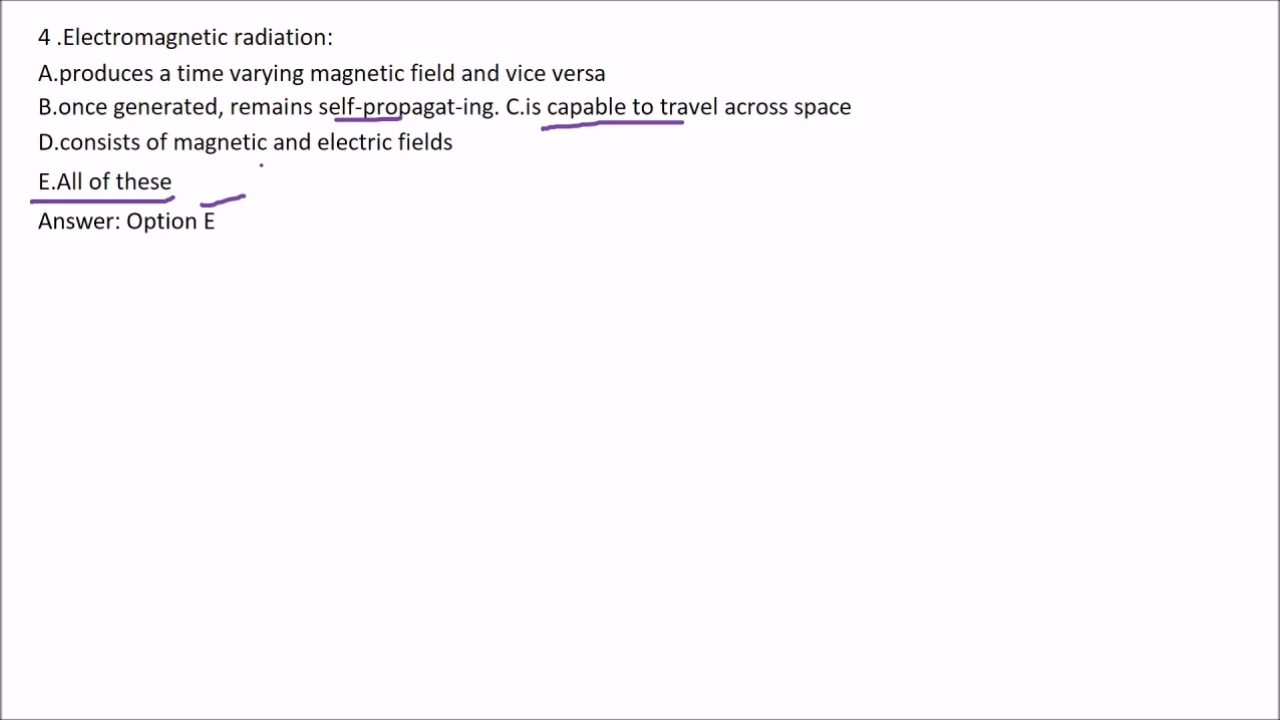 4 .Electromagnetic radiation:
A.produces a time varying magnetic field and vice versa
B.once generated, remains self-propagat-ing. C.is capable to travel across space
D.consists of magnetic and electric fields
E.All of these
Answer: Option E